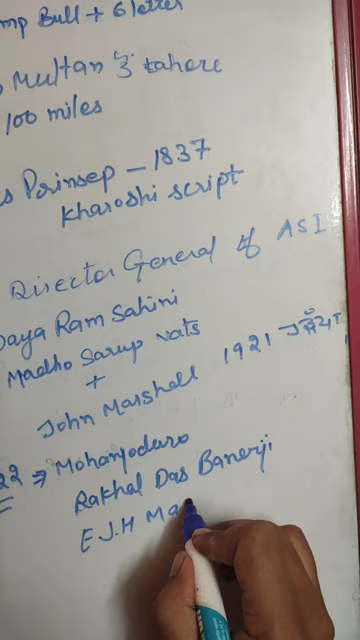 mp Bull + 6 letter
Multan से Lahore
100 miles
s Prinsep – 1837
Kharoshi script
Director General of ASI
Daya Ram Sahini
Madho Sarup Vats
+
John Marshall 1921
22 ⇒ Mohanjodaro
Rakhal Das Banerji
E.J.H Ma